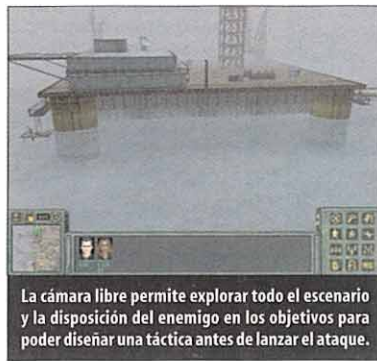 La cámara libre permite explorar todo el escenario
y la disposición del enemigo en los objetivos para
poder diseñar una táctica antes de lanzar el ataque.